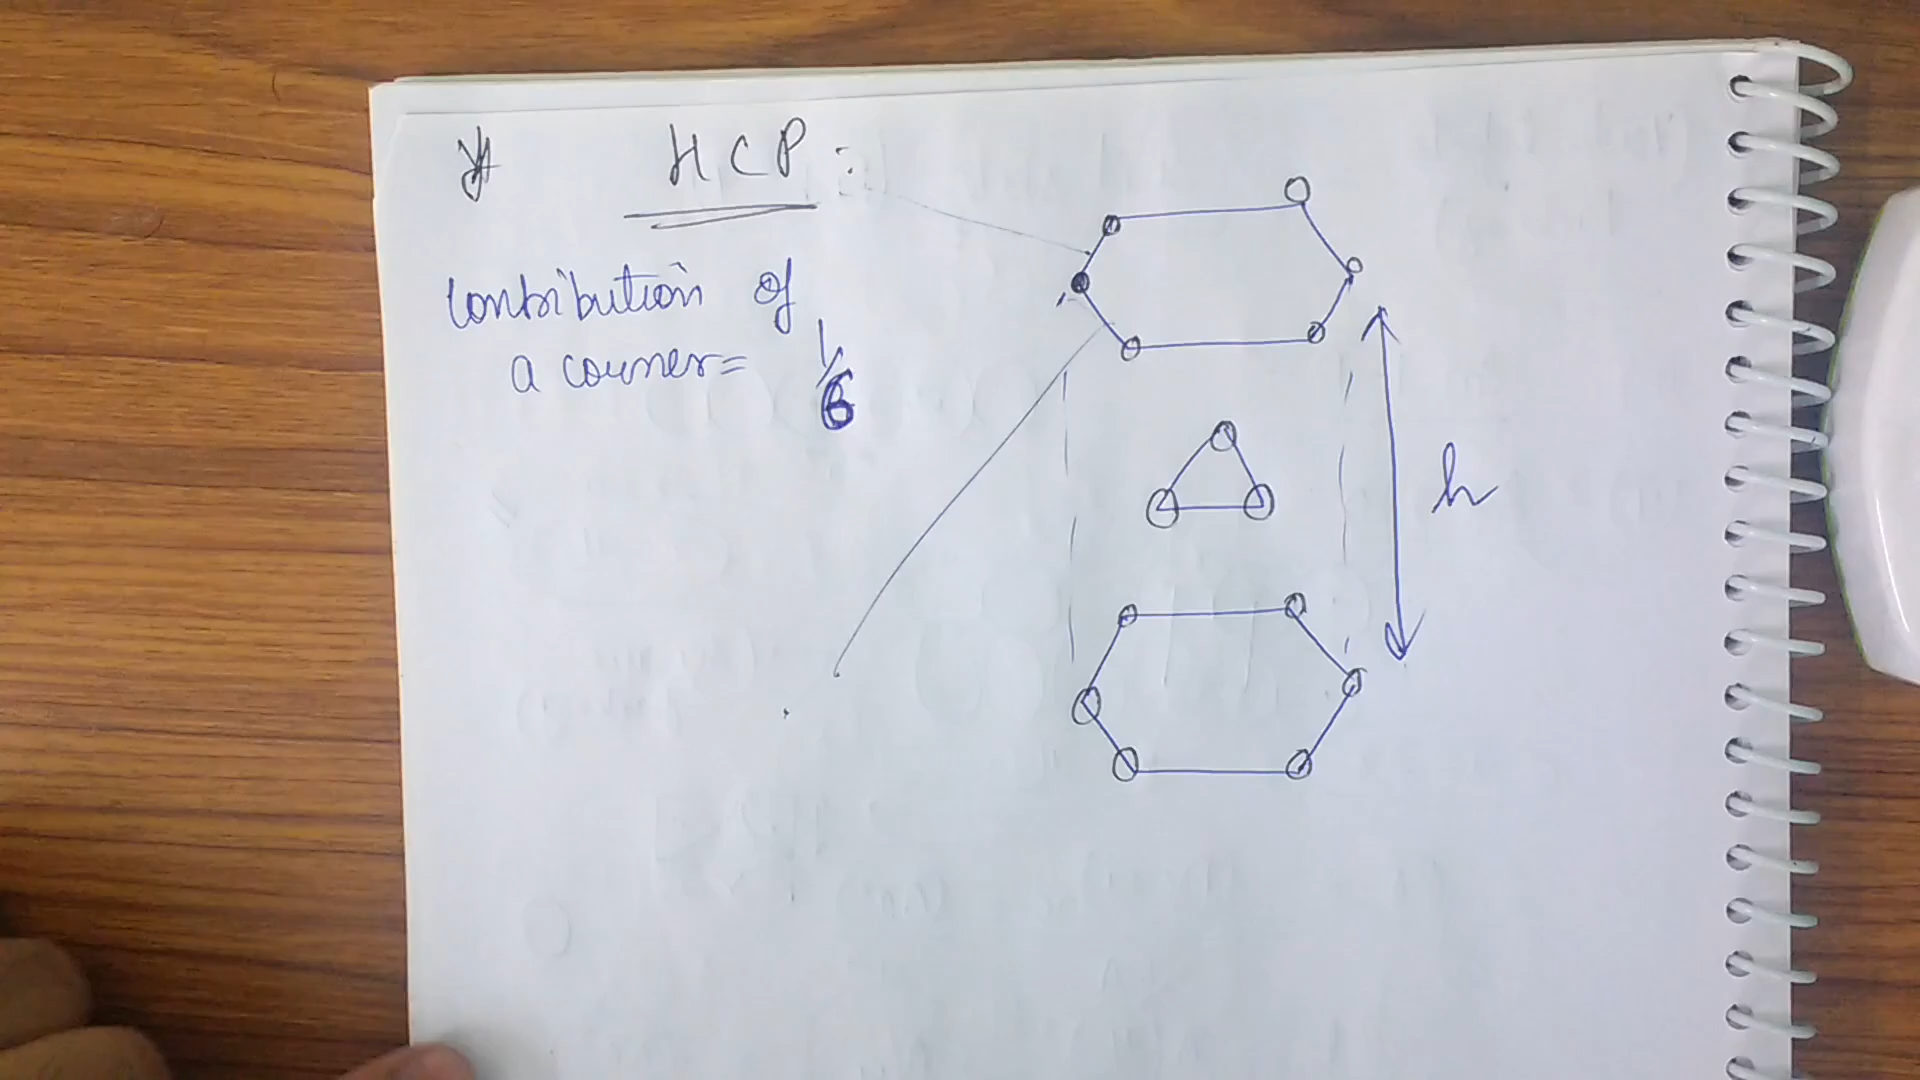 HCP :
Contribution of
a corner = 1/6
h